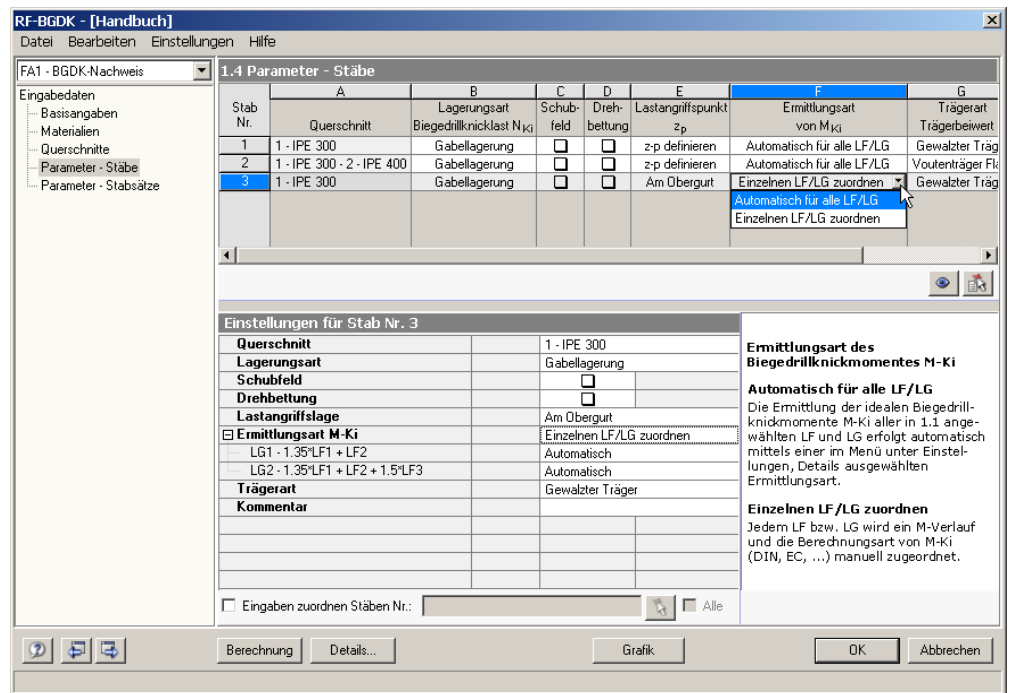 RF-BGDK - [Handbuch]
Datei Bearbeiten Einstellungen Hilfe
FA1 - BGDK-Nachweis
Eingabedaten
Basisangaben
Materialien
Querschnitte
Parameter - Stäbe
Parameter - Stabsätze
1.4 Parameter - Stäbe
A B C D E F G
Stab Lagerungsart Schub- Dreh- Lastangriffspunkt Ermittlungsart Trägerart
Nr. Querschnitt Biegedrillknicklast NKi feld bettung zp von MKi Trägerbeiwert
1 1 - IPE 300 Gabellagerung z-p definieren Automatisch für alle LF/LG Gewalzter Träg
2 1 - IPE 300 - 2 - IPE 400 Gabellagerung z-p definieren Automatisch für alle LF/LG Voutenträger Fla
3 1 - IPE 300 Gabellagerung Am Obergurt Einzelnen LF/LG zuordnen Gewalzter Träg
Automatisch für alle LF/LG
Einzelnen LF/LG zuordnen
Einstellungen für Stab Nr. 3
Querschnitt 1 - IPE 300
Lagerungsart Gabellagerung
Schubfeld
Drehbettung
Lastangriffslage Am Obergurt
Ermittlungsart M-Ki Einzelnen LF/LG zuordnen
LG1 - 1.35*LF1 + LF2 Automatisch
LG2 - 1.35*LF1 + LF2 + 1.5*LF3 Automatisch
Trägerart Gewalzter Träger
Kommentar
Eingaben zuordnen Stäben Nr.: Alle
Ermittlungsart des
Biegedrillknickmomentes M-Ki
Automatisch für alle LF/LG
Die Ermittlung der idealen Biegedrill-
knickmomente M-Ki aller in 1.1 ange-
wählten LF und LG erfolgt automatisch
mittels einer im Menü unter Einstel-
lungen, Details ausgewählten
Ermittlungsart.
Einzelnen LF/LG zuordnen
Jedem LF bzw. LG wird ein M-Verlauf
und die Berechnungsart von M-Ki
(DIN, EC, ...) manuell zugeordnet.
Berechnung Details... Grafik OK Abbrechen